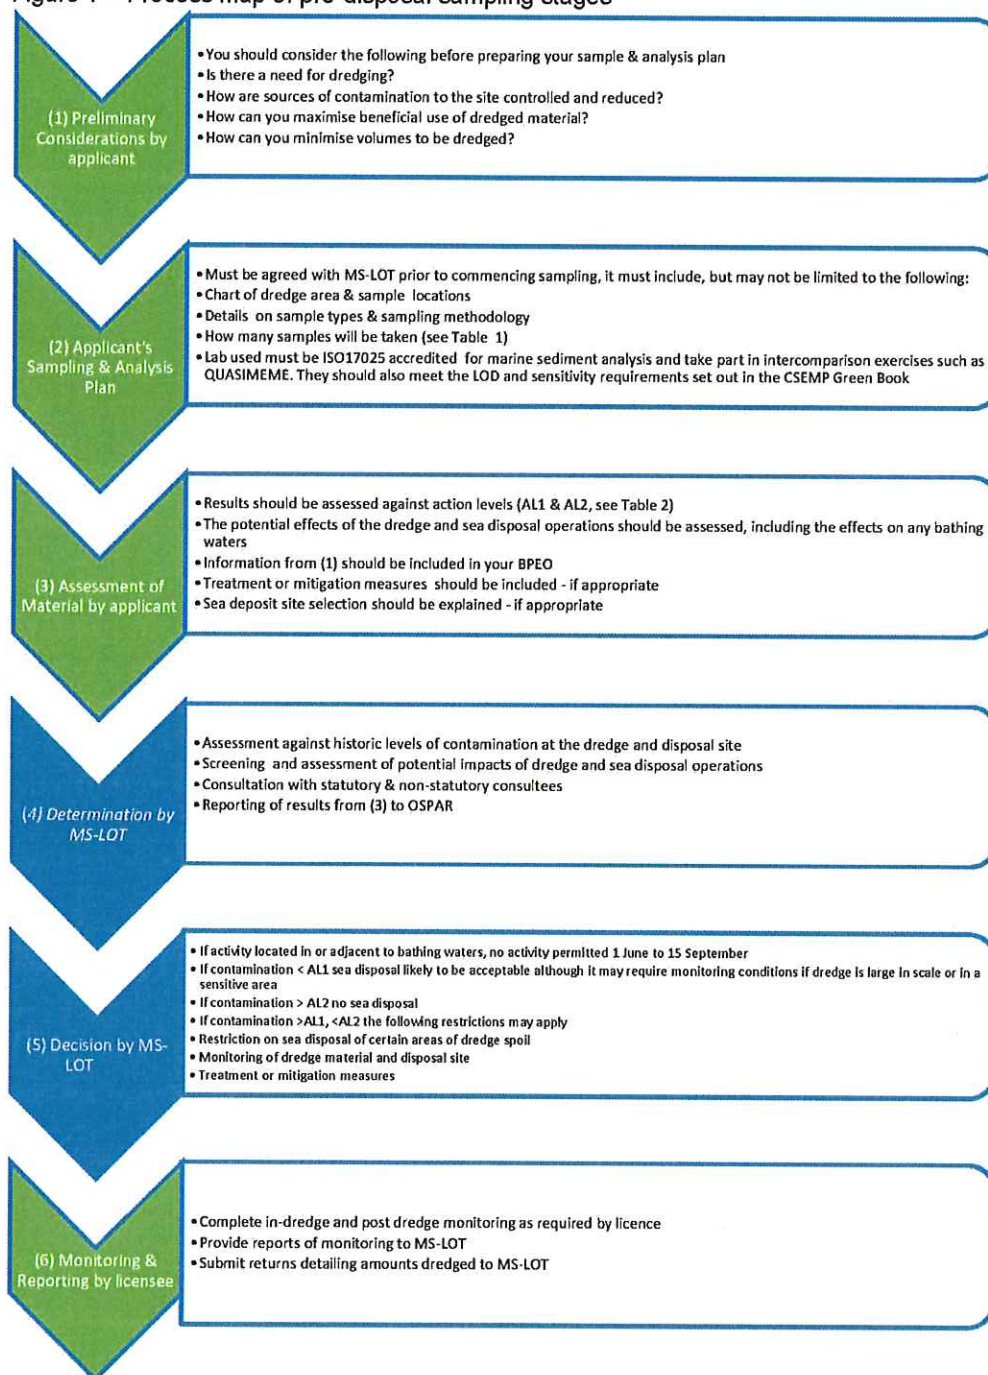 Figure 1 – Process map of pre-disposal sampling stages
(1) Preliminary
Considerations by
applicant
• You should consider the following before preparing your sample & analysis plan
• Is there a need for dredging?
• How are sources of contamination to the site controlled and reduced?
• How can you maximise beneficial use of dredged material?
• How can you minimise volumes to be dredged?
(2) Applicant's
Sampling & Analysis
Plan
• Must be agreed with MS-LOT prior to commencing sampling, it must include, but may not be limited to the following:
• Chart of dredge area & sample locations
• Details on sample types & sampling methodology
• How many samples will be taken (see Table 1)
• Lab used must be ISO17025 accredited for marine sediment analysis and take part in intercomparison exercises such as
QUASIMEME. They should also meet the LOD and sensitivity requirements set out in the CSEMP Green Book
(3) Assessment of
Material by applicant
• Results should be assessed against action levels (AL1 & AL2, see Table 2)
• The potential effects of the dredge and sea disposal operations should be assessed, including the effects on any bathing
waters
• Information from (1) should be included in your BPEO
• Treatment or mitigation measures should be included - if appropriate
• Sea deposit site selection should be explained - if appropriate
(4) Determination by
MS-LOT
• Assessment against historic levels of contamination at the dredge and disposal site
• Screening and assessment of potential impacts of dredge and sea disposal operations
• Consultation with statutory & non-statutory consultees
• Reporting of results from (3) to OSPAR
(5) Decision by MS-
LOT
• If activity located in or adjacent to bathing waters, no activity permitted 1 June to 15 September
• If contamination < AL1 sea disposal likely to be acceptable although it may require monitoring conditions if dredge is large in scale or in a
sensitive area
• If contamination > AL2 no sea disposal
• If contamination >AL1, <AL2 the following restrictions may apply
• Restriction on sea disposal of certain areas of dredge spoil
• Monitoring of dredge material and disposal site
• Treatment or mitigation measures
(6) Monitoring &
Reporting by licensee
• Complete in-dredge and post dredge monitoring as required by licence
• Provide reports of monitoring to MS-LOT
• Submit returns detailing amounts dredged to MS-LOT